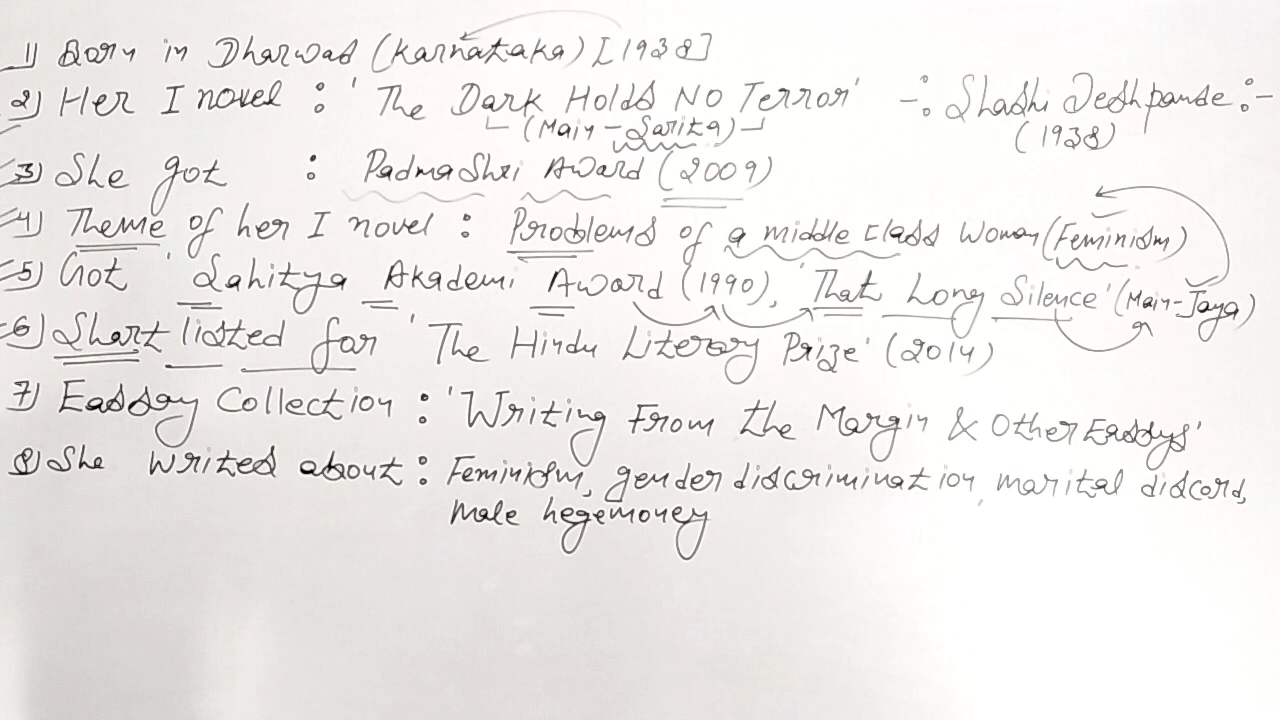 1) Born in Dharwad (Karnataka) [1938]
2) Her I novel : 'The Dark Holds No Terror' -: Shashi Deshpande :-
(Main - Sarita) (1938)
3) She got : PadmaShri Award (2009)
4) Theme of her I novel : Problems of a middle class Woman (Feminism)
5) Got 'Sahitya Akademi Award (1990), 'That Long Silence' (Main-Jaya)
6) Short listed for 'The Hindu Literary Prize' (2014)
7) Eassay Collection : 'Writing From the Margin & Other Eassys'
8) She writes about : Feminism, gender discrimination, marital discord,
male hegemoney